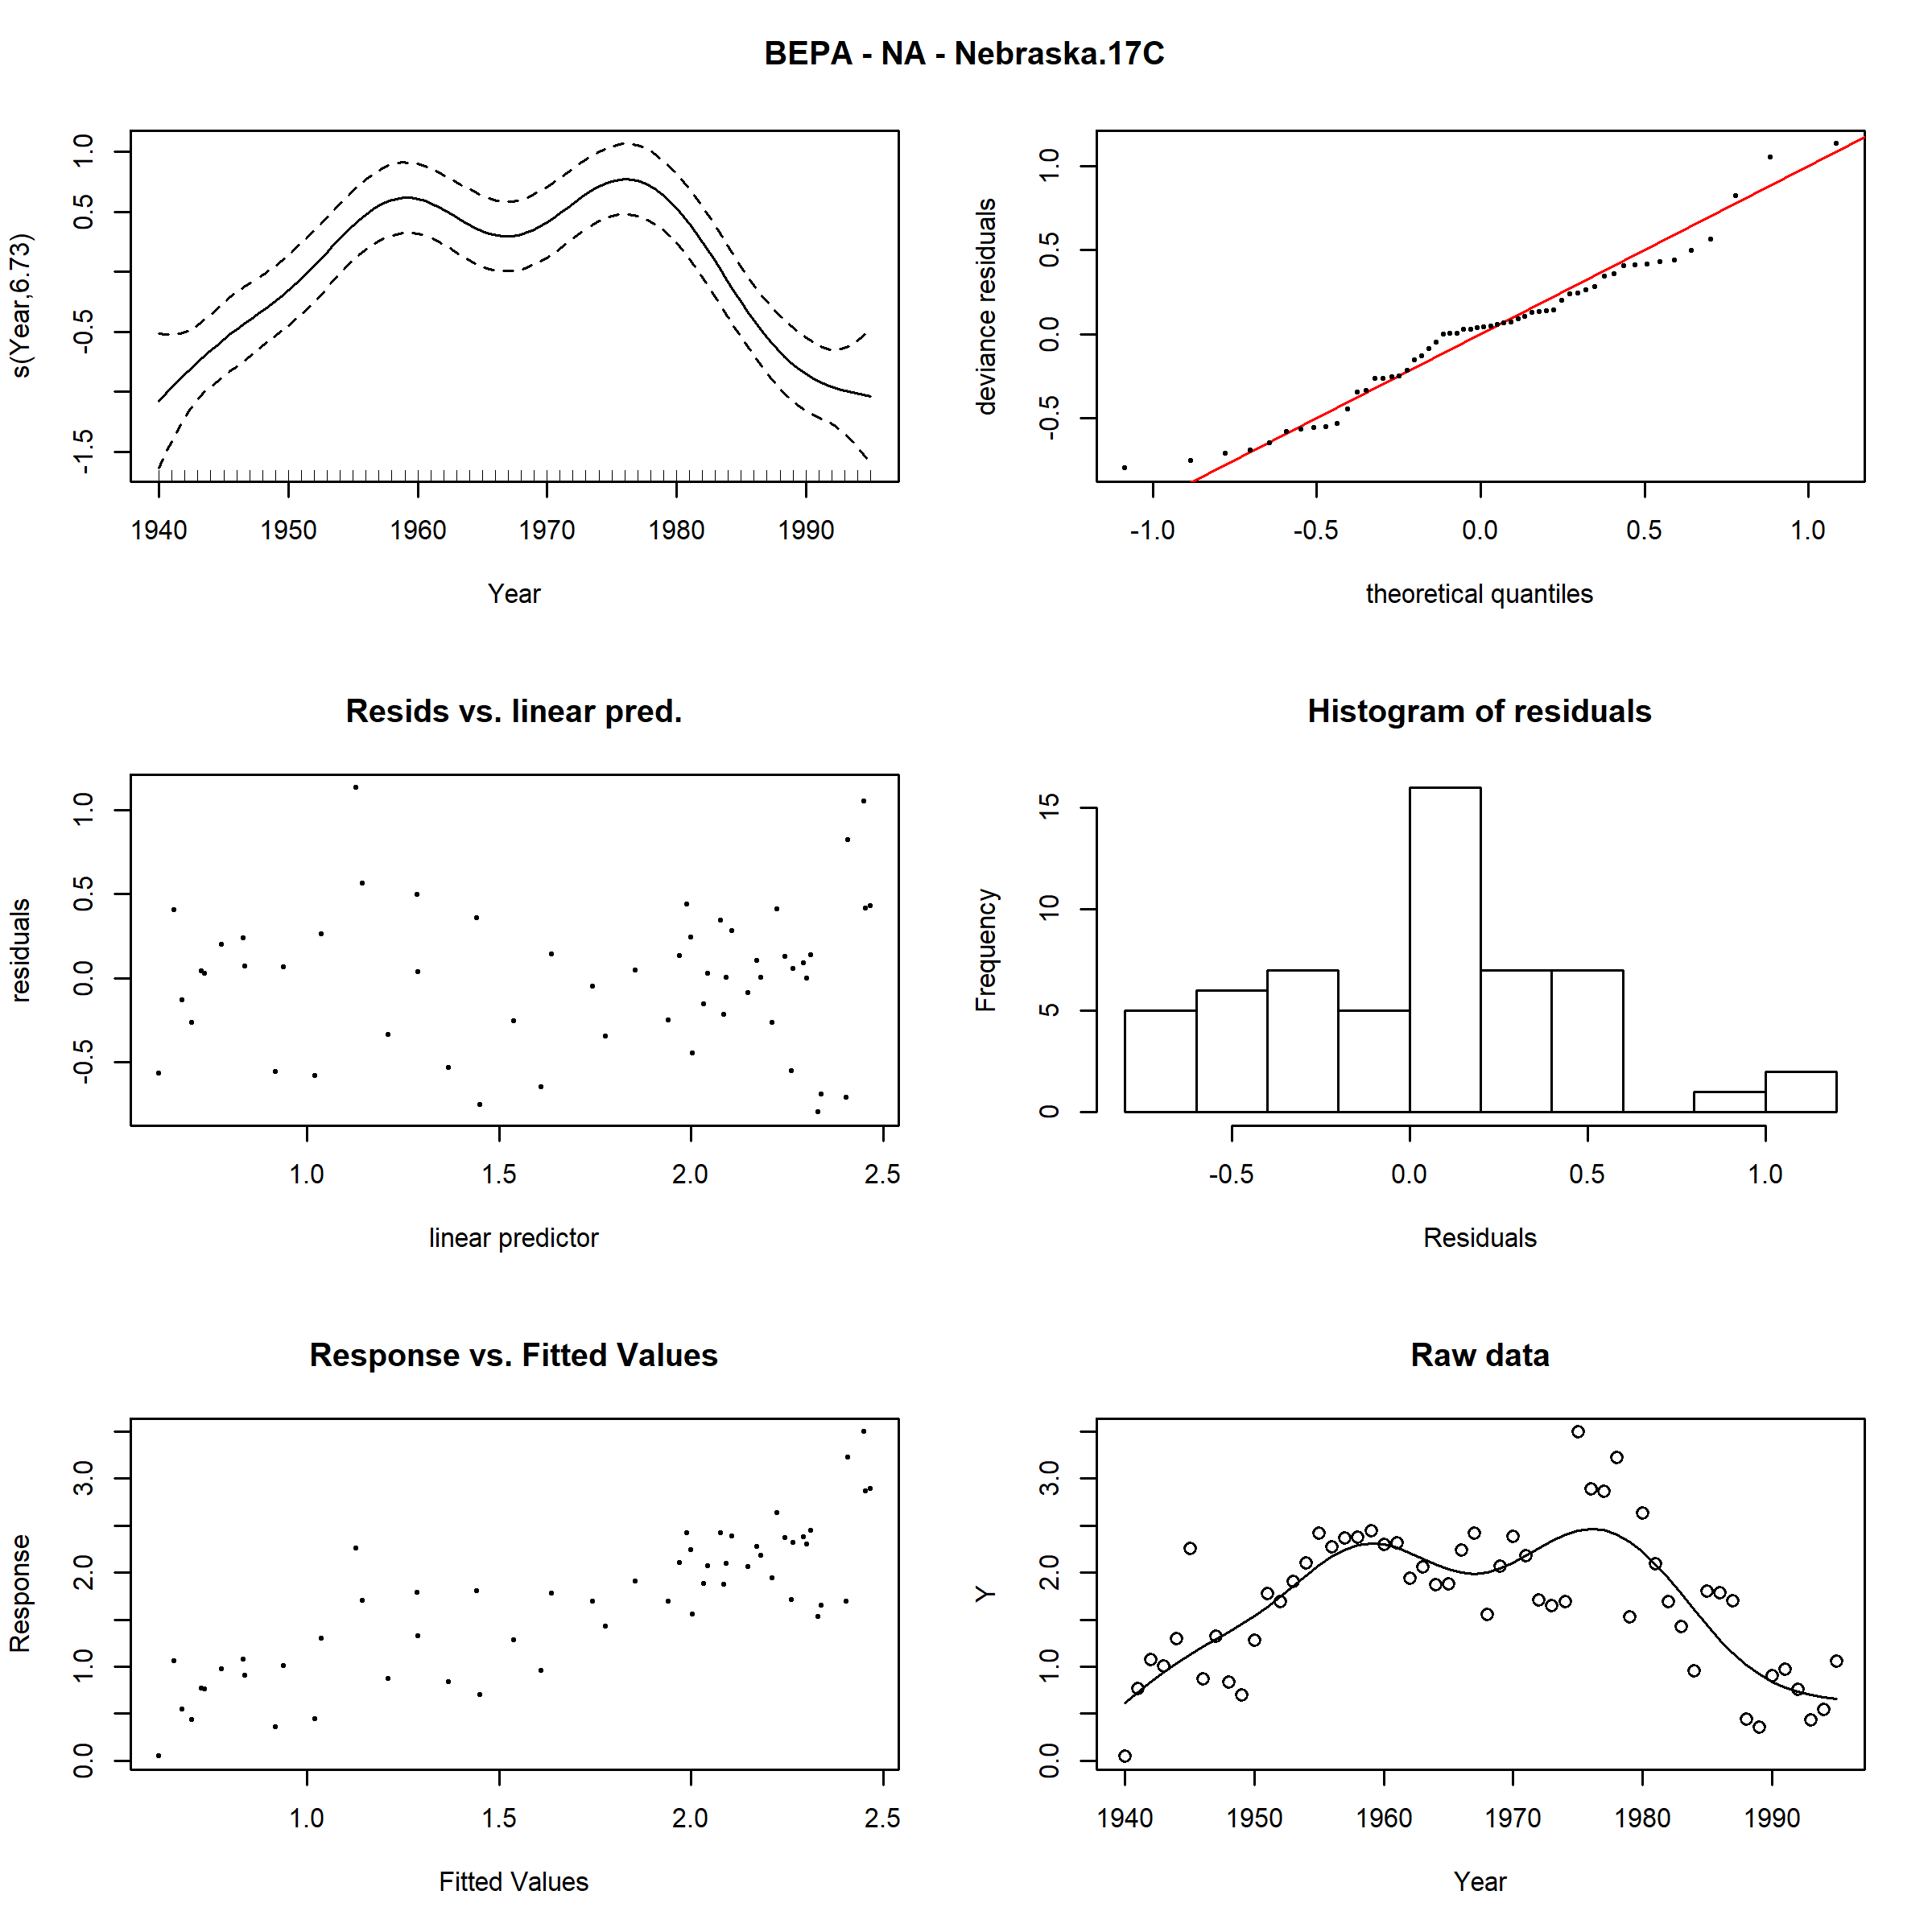 BEPA - NA - Nebraska.17C
s(Year,6.73)
1.0
0.5
-0.5
-1.5
1940 1950 1960 1970 1980 1990
Year
deviance residuals
1.0
0.5
0.0
-0.5
-1.0 -0.5 0.0 0.5 1.0
theoretical quantiles
Resids vs. linear pred.
residuals
1.0
0.5
0.0
-0.5
1.0 1.5 2.0 2.5
linear predictor
Histogram of residuals
Frequency
15
10
5
0
-0.5 0.0 0.5 1.0
Residuals
Response vs. Fitted Values
Response
3.0
2.0
1.0
0.0
1.0 1.5 2.0 2.5
Fitted Values
Raw data
Y
3.0
2.0
1.0
0.0
1940 1950 1960 1970 1980 1990
Year